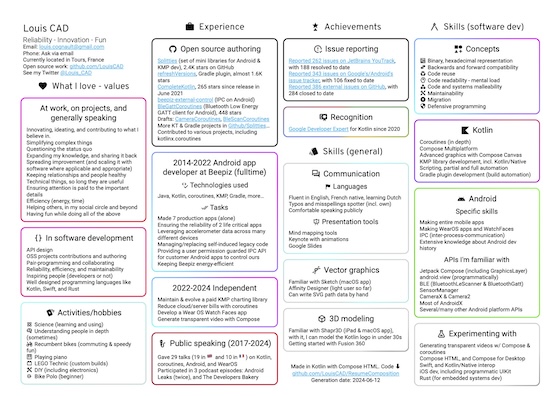 Louis CAD
Reliability - Innovation - Fun
Email: louis.cognault@gmail.com
Phone: Ask via email
Currently located in Tours, France
Open source work: github.com/LouisCAD
See my Twitter @Louis_CAD
What I love - values
At work, on projects, and
generally speaking
Innovating, ideating, and contributing to what I
believe in.
Simplifying complex things
Questioning the status quo
Expanding my knowledge, and sharing it back
Spreading improvement (and scaling it with
software where applicable and appropriate)
Keeping relationships and people healthy
Technical things, so long they are useful
Ensuring attention is paid to the important
details
Efficiency (energy, time)
Helping others, in my social circle and beyond
Having fun while doing all of the above
In software development
API design
OSS projects contributions and authoring
Pair-programming and collaborating
Reliability, efficiency, and maintainability
Inspiring people (developers or not)
Well designed programming languages like
Kotlin, Swift, and Rust
Activities/hobbies
Science (learning and using)
Understanding people in depth
(sometimes)
Recumbent bikes (commuting & speedy
fun)
Playing piano
LEGO Technic (custom builds)
DIY (including electronics)
Bike Polo (beginner)
Experience
Open source authoring
Splitties (set of mini libraries for Android &
KMP dev), 2.4K stars on GitHub
refreshVersions, Gradle plugin, almost 1.6K
stars
CompleteKotlin, 265 stars since release in
June 2021
beepiz-external-control (IPC on Android)
BleGattCoroutines (Bluetooth Low Energy
GATT client for Android), 448 stars
Drafts: CameraCoroutines, BleScanCoroutines
More KT & Gradle projects in GitHub/Splitties...
Contributed to various projects, including
kotlinx coroutines
2014-2022 Android app
developer at Beepiz (fulltime)
Technologies used
Java, Kotlin, coroutines, KMP, Gradle, more...
Tasks
Made 7 production apps (alone)
Ensuring the reliability of 2 life critical apps
Leveraging accelerometer data across many
different devices
Managing/replacing self-introduced legacy code
Providing a user permission guarded IPC API
for customer Android apps to control ours
Keeping Beepiz energy-efficient
2022-2024 Independent
Maintain & evolve a paid KMP charting library
Reduce cloud/server bills with coroutines
Develop a Wear OS Watch Faces app
Generate transparent video with Compose
Public speaking (2017-2024)
Gave 29 talks (19 in and 10 in ) on Kotlin,
coroutines, Android, and WearOS
Participated in 3 podcast episodes: Android
Leaks (twice), and The Developers Bakery
Achievements
Issue reporting
Reported 262 issues on JetBrains YouTrack,
with 188 resolved to date
Reported 343 issues on Google's/Android's
issue tracker, with 106 fixed to date
Reported 386 external issues on GitHub, with
284 closed to date
Recognition
Google Developer Expert for Kotlin since 2020
Skills (general)
Communication
Languages
Fluent in English, French native, learning Dutch
Typos and misspellings spotter (incl. own)
Comfortable speaking publicly
Presentation tools
Mind mapping tools
Keynote with animations
Google Slides
Vector graphics
Familiar with Sketch (macOS app)
Affinity Designer (right user so far)
Can write SVG path data by hand
3D modeling
Familiar with Shapr3D (iPad & macOS app),
with it, I can model the Kotlin logo in under 30s
Getting started with Fusion 360
Made in Kotlin with Compose HTML. Code
github.com/LouisCAD/ResumeComposition
Generation date: 2024-06-12
Skills (software dev)
Concepts
Binary, hexadecimal representation
Backwards and forward compatibility
Code reuse
Code readability - mental load
Code and systems malleability
Maintainability
Migration
Defensive programming
Kotlin
Coroutines (in depth)
Compose Multiplatform
Advanced graphics with Compose Canvas
KMP library development, incl. Kotlin/Native
Scripting, partial and full automation
Gradle plugin development (build automation)
Android
Specific skills
Making entire mobile apps
Making WearOS apps and WatchFaces
IPC (inter-process-communication)
Extensive knowledge about Android dev
history
APIs I'm familiar with
Jetpack Compose (including GraphicsLayer)
android.view (programmatically)
BLE (BluetoothLeScanner & BluetoothGatt)
SensorManager
CameraX & Camera2
Most of AndroidX
Several/many other Android platform APIs
Experimenting with
Generating transparent videos w/ Compose &
coroutines
Compose HTML, and Compose for Desktop
Swift, and Kotlin/Native interop
iOS dev, including programmatic UIKit
Rust (for embedded systems dev)